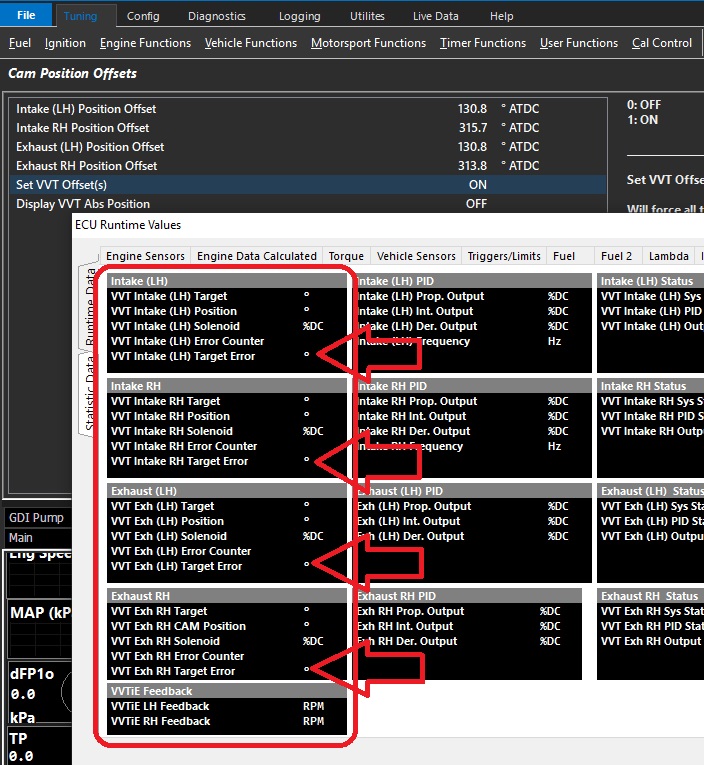 File Tuning Config Diagnostics Logging Utilites Live Data Help
Fuel Ignition Engine Functions Vehicle Functions Motorsport Functions Timer Functions User Functions Cal Control
Cam Position Offsets
Intake (LH) Position Offset 130.8 ° ATDC
Intake RH Position Offset 315.7 ° ATDC
Exhaust (LH) Position Offset 130.8 ° ATDC
Exhaust RH Position Offset 313.8 ° ATDC
Set VVT Offset(s) ON
Display VVT Abs Position OFF
0: OFF
1: ON
Set VVT Offse
Will force all t
ECU Runtime Values
Engine Sensors Engine Data Calculated Torque Vehicle Sensors Triggers/Limits Fuel Fuel 2 Lambda
Runtime Data
Statistic Data
Intake (LH)
VVT Intake (LH) Target °
VVT Intake (LH) Position °
VVT Intake (LH) Solenoid %DC
VVT Intake (LH) Error Counter
VVT Intake (LH) Target Error °
Intake (LH) PID
Intake (LH) Prop. Output %DC
Intake (LH) Int. Output %DC
Intake (LH) Der. Output %DC
Intake (LH) Frequency Hz
Intake (LH) Status
VVT Intake (LH) Sys
VVT Intake (LH) PID
VVT Intake (LH) Out
Intake RH
VVT Intake RH Target °
VVT Intake RH Position °
VVT Intake RH Solenoid %DC
VVT Intake RH Error Counter
VVT Intake RH Target Error °
Intake RH PID
Intake RH Prop. Output %DC
Intake RH Int. Output %DC
Intake RH Der. Output %DC
Intake RH Frequency Hz
Intake RH Status
VVT Intake RH Sys S
VVT Intake RH PID S
VVT Intake RH Outp
Exhaust (LH)
VVT Exh (LH) Target °
VVT Exh (LH) Position °
VVT Exh (LH) Solenoid %DC
VVT Exh (LH) Error Counter
VVT Exh (LH) Target Error °
Exhaust (LH) PID
Exh (LH) Prop. Output %DC
Exh (LH) Int. Output %DC
Exh (LH) Der. Output %DC
Exhaust (LH) Status
VVT Exh (LH) Sys Sta
VVT Exh (LH) PID Sta
VVT Exh (LH) Outpu
Exhaust RH
VVT Exh RH Target °
VVT Exh RH CAM Position °
VVT Exh RH Solenoid %DC
VVT Exh RH Error Counter
VVT Exh RH Target Error °
Exhaust RH PID
Exh RH Prop. Output %DC
Exh RH Int. Output %DC
Exh RH Der. Output %DC
Exhaust RH Status
VVT Exh RH Sys Stat
VVT Exh RH PID Stat
VVT Exh RH Output
VVTiE Feedback
VVTiE LH Feedback RPM
VVTiE RH Feedback RPM
GDI Pump
Main
Eng Spee
MAP (kP
dFP1o
0.0
kPa
TP
0.0